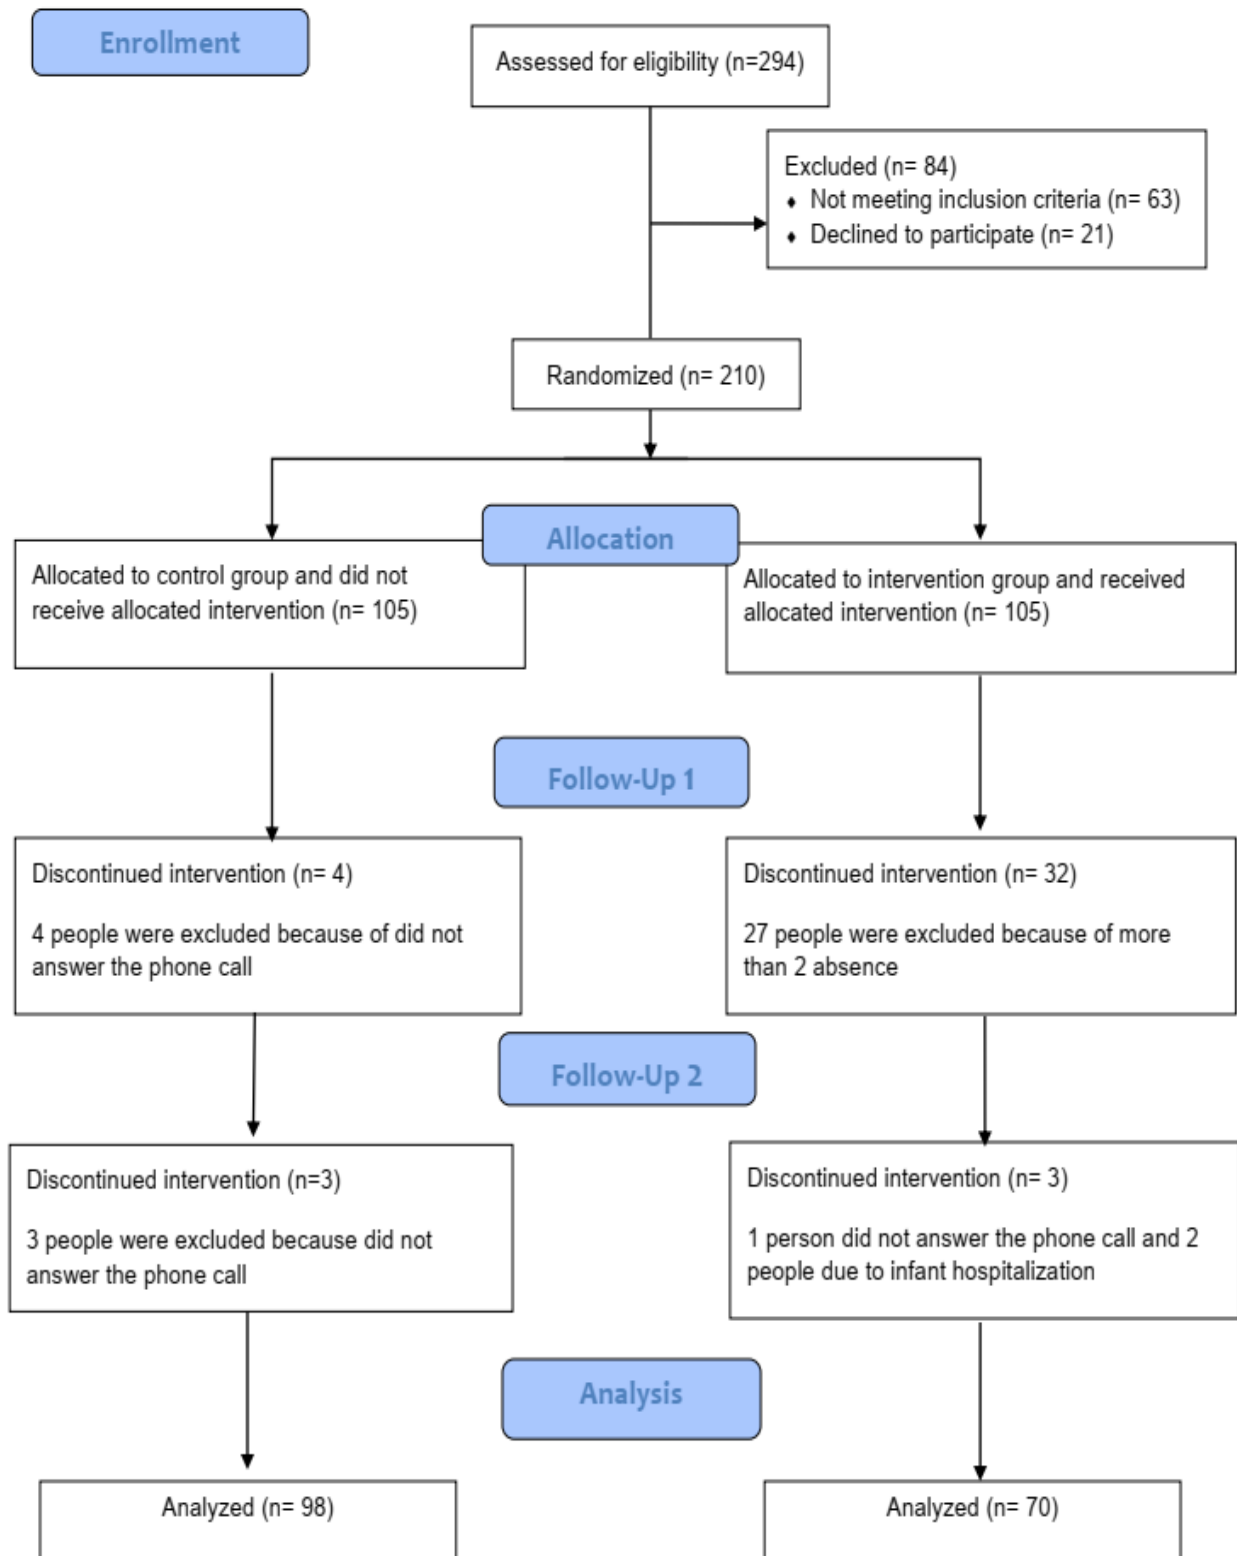 Enrollment
Assessed for eligibility (n=294)
Excluded (n= 84)
♦ Not meeting inclusion criteria (n= 63)
♦ Declined to participate (n= 21)
Randomized (n= 210)
Allocation
Allocated to control group and did not
receive allocated intervention (n= 105)
Allocated to intervention group and received
allocated intervention (n= 105)
Follow-Up 1
Discontinued intervention (n= 4)
4 people were excluded because of did not
answer the phone call
Discontinued intervention (n= 32)
27 people were excluded because of more
than 2 absence
Follow-Up 2
Discontinued intervention (n=3)
3 people were excluded because did not
answer the phone call
Discontinued intervention (n= 3)
1 person did not answer the phone call and 2
people due to infant hospitalization
Analysis
Analyzed (n= 98)
Analyzed (n= 70)